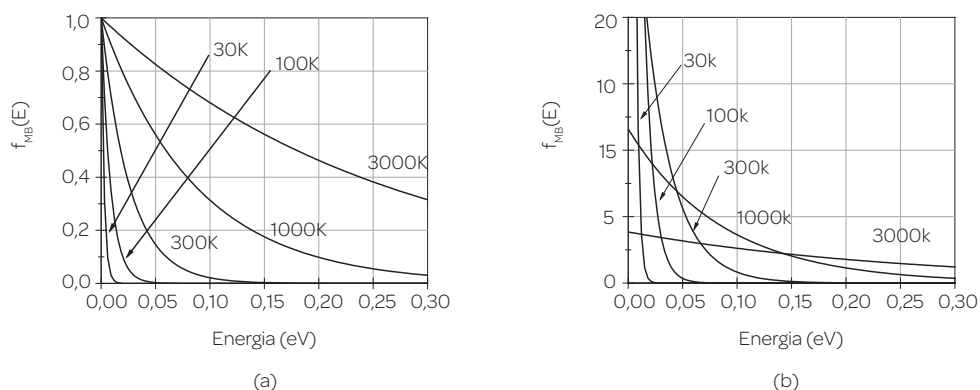 1,0
0,8
0,6
0,4
0,2
0,0
f_MB(E)
30K
100K
3000K
1000K
300K
0,00 0,05 0,10 0,15 0,20 0,25 0,30
Energia (eV)
(a)
20
10
15
5
0
f_MB(E)
30k
100k
300k
1000k
3000k
0,00 0,05 0,10 0,15 0,20 0,25 0,30
Energia (eV)
(b)